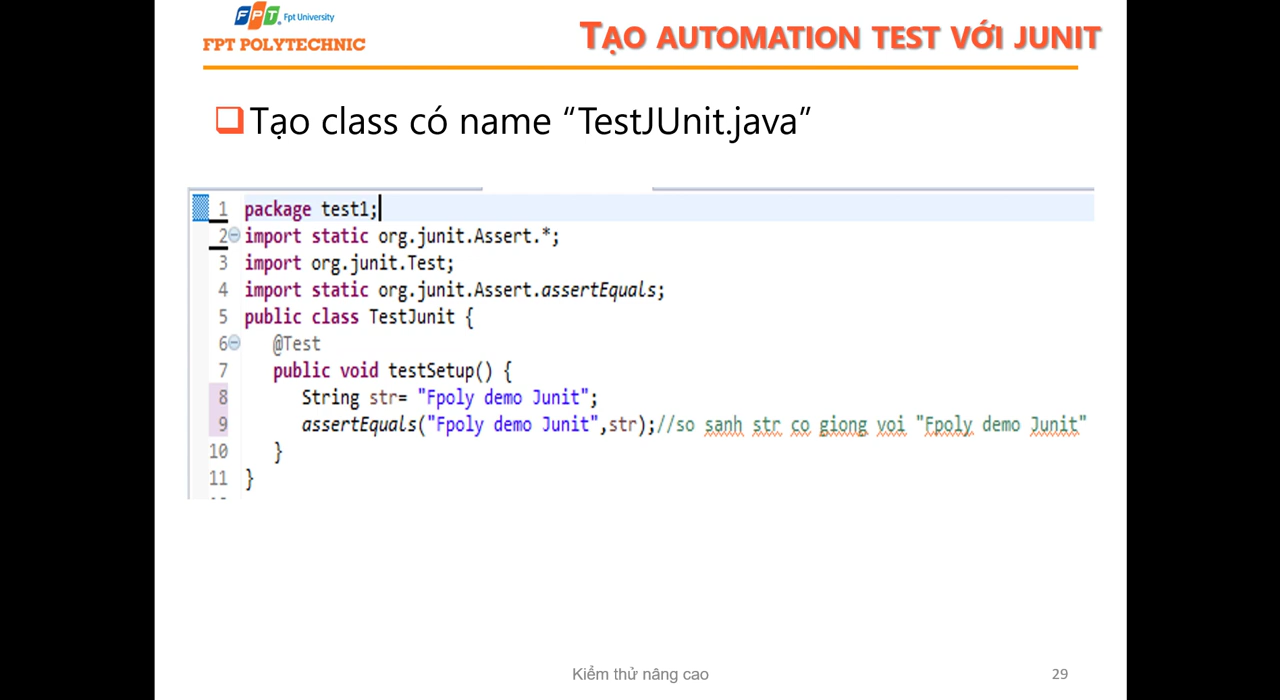 FPT. Fpt University
FPT POLYTECHNIC
TẠO AUTOMATION TEST VỚI JUNIT
Tạo class có name “TestJUnit.java”
1 package test1;
2 import static org.junit.Assert.*;
3 import org.junit.Test;
4 import static org.junit.Assert.assertEquals;
5 public class TestJunit {
6 @Test
7 public void testSetup() {
8 String str= "Fpoly demo Junit";
9 assertEquals("Fpoly demo Junit",str);//so sanh str co giong voi "Fpoly demo Junit"
10 }
11 }
Kiểm thử nâng cao
29